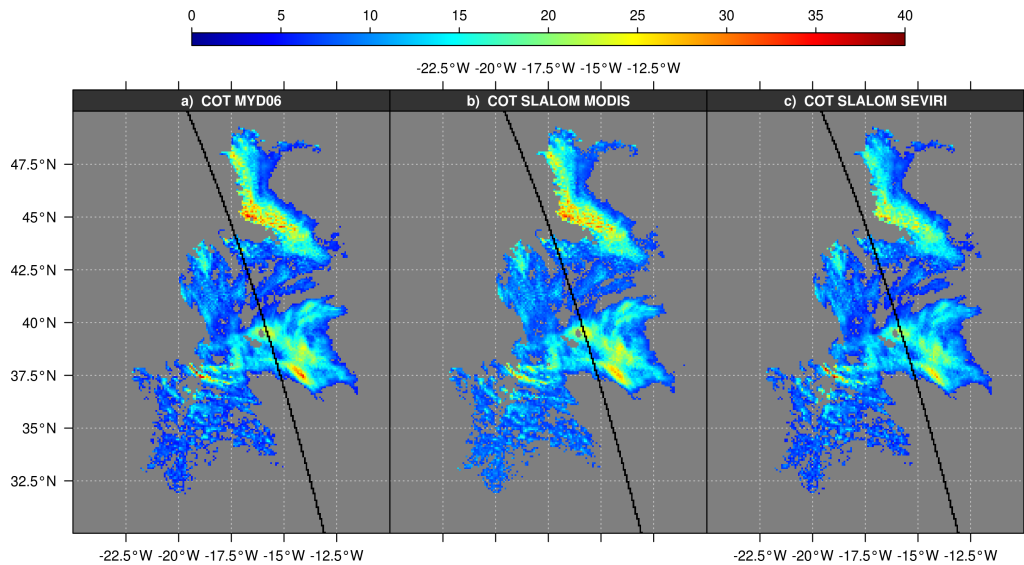 0 5 10 15 20 25 30 35 40
-22.5°W -20°W -17.5°W -15°W -12.5°W
a) COT MYD06 b) COT SLALOM MODIS c) COT SLALOM SEVIRI
47.5°N
45°N
42.5°N
40°N
37.5°N
35°N
32.5°N
-22.5°W -20°W -17.5°W -15°W -12.5°W -22.5°W -20°W -17.5°W -15°W -12.5°W